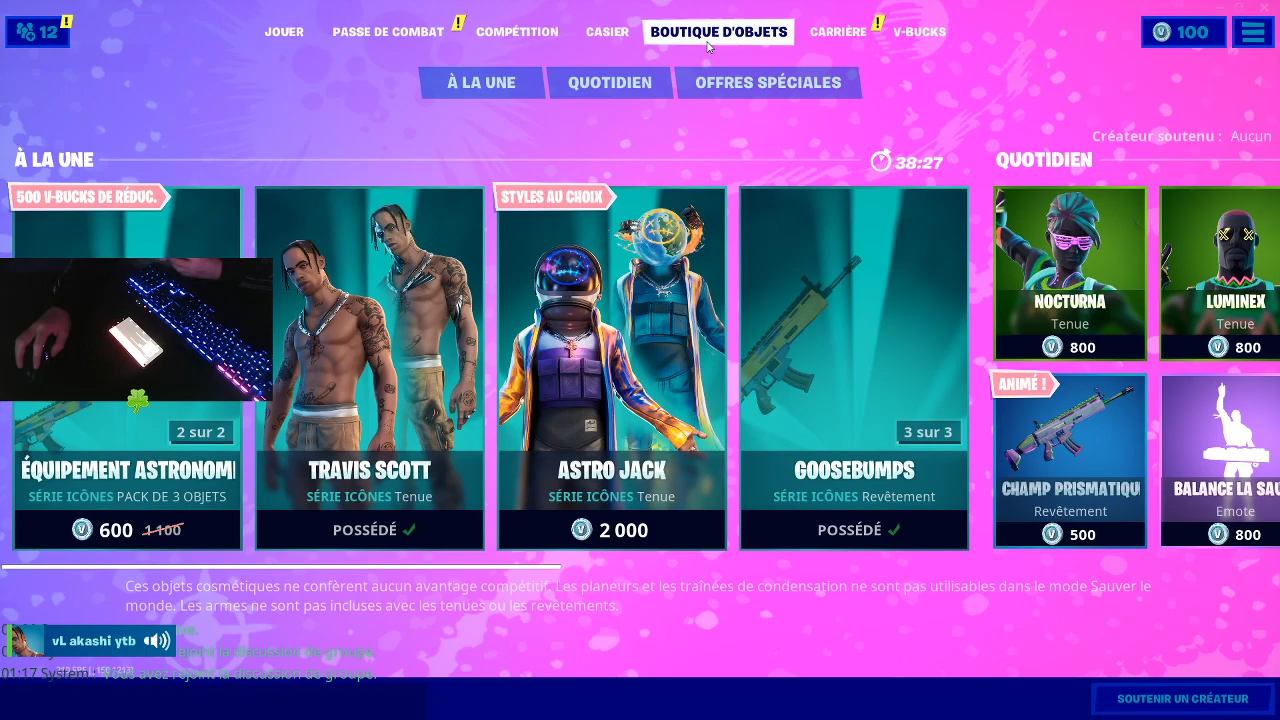 12
JOUER
PASSE DE COMBAT
!
COMPÉTITION
CASIER
BOUTIQUE D'OBJETS
CARRIÈRE
!
V-BUCKS
100
À LA UNE
QUOTIDIEN
OFFRES SPÉCIALES
Créateur soutenu : Aucun
À LA UNE
38:27
QUOTIDIEN
500 V-BUCKS DE RÉDUC.
2 sur 2
ÉQUIPEMENT ASTRONOMI
SÉRIE ICÔNES PACK DE 3 OBJETS
600 1 100
TRAVIS SCOTT
SÉRIE ICÔNES Tenue
POSSÉDÉ
STYLES AU CHOIX
ASTRO JACK
SÉRIE ICÔNES Tenue
2 000
3 sur 3
GOOSEBUMPS
SÉRIE ICÔNES Revêtement
POSSÉDÉ
NOCTURNA
Tenue
800
LUMINEX
Tenue
800
ANIMÉ !
CHAMP PRISMATIQU
Revêtement
500
BALANCE LA SAU
Emote
800
Ces objets cosmétiques ne confèrent aucun avantage compétitif. Les planeurs et les traînées de condensation ne sont pas utilisables dans le mode Sauver le
monde. Les armes ne sont pas incluses avec les tenues ou les revêtements.
vL akashi ytb
rejoint la discussion de groupe.
01:17 System : Vous avez rejoint la discussion de groupe.
SOUTENIR UN CRÉATEUR